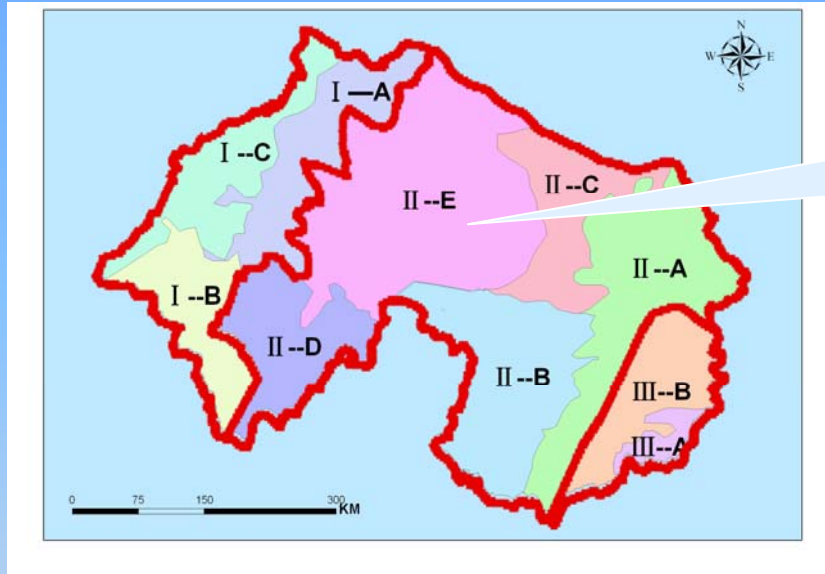 N
W E
S
Ⅰ —A
Ⅰ --C
Ⅱ --C
Ⅱ --E
Ⅱ --A
Ⅰ --B
Ⅱ --D
Ⅱ --B
Ⅲ--B
Ⅲ--A
0 75 150 300
KM